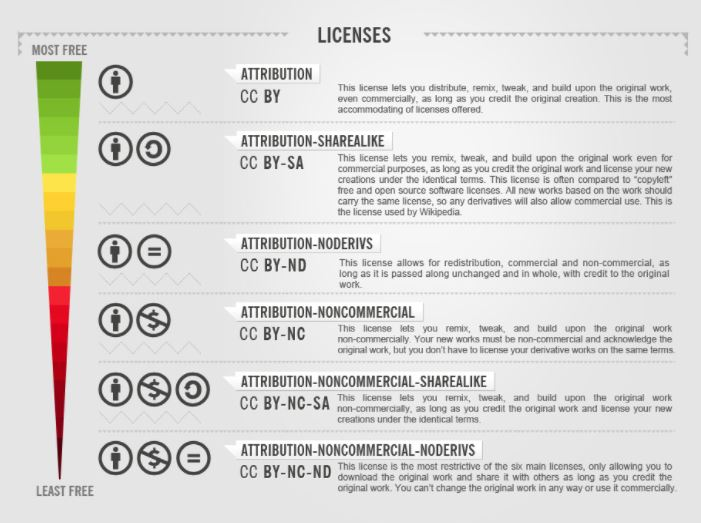 LICENSES
MOST FREE
ATTRIBUTION
CC BY
This license lets you distribute, remix, tweak, and build upon the original work,
even commercially, as long as you credit the original creation. This is the most
accommodating of licenses offered.
ATTRIBUTION-SHAREALIKE
CC BY-SA
This license lets you remix, tweak, and build upon the original work even for
commercial purposes, as long as you credit the original work and license your new
creations under the identical terms. This license is often compared to "copyleft"
free and open source software licenses. All new works based on the work should
carry the same license, so any derivatives will also allow commercial use. This is
the license used by Wikipedia.
ATTRIBUTION-NODERIVS
CC BY-ND
This license allows for redistribution, commercial and non-commercial, as
long as it is passed along unchanged and in whole, with credit to the original
work.
ATTRIBUTION-NONCOMMERCIAL
CC BY-NC
This license lets you remix, tweak, and build upon the original work
non-commercially. Your new works must be non-commercial and acknowledge the
original work, but you don't have to license your derivative works on the same terms.
ATTRIBUTION-NONCOMMERCIAL-SHAREALIKE
CC BY-NC-SA
This license lets you remix, tweak, and build upon the original work
non-commercially, as long as you credit the original work and license your new
creations under the identical terms.
ATTRIBUTION-NONCOMMERCIAL-NODERIVS
CC BY-NC-ND
This license is the most restrictive of the six main licenses, only allowing you to
download the original work and share it with others as long as you credit the
original work. You can't change the original work in any way or use it commercially.
LEAST FREE